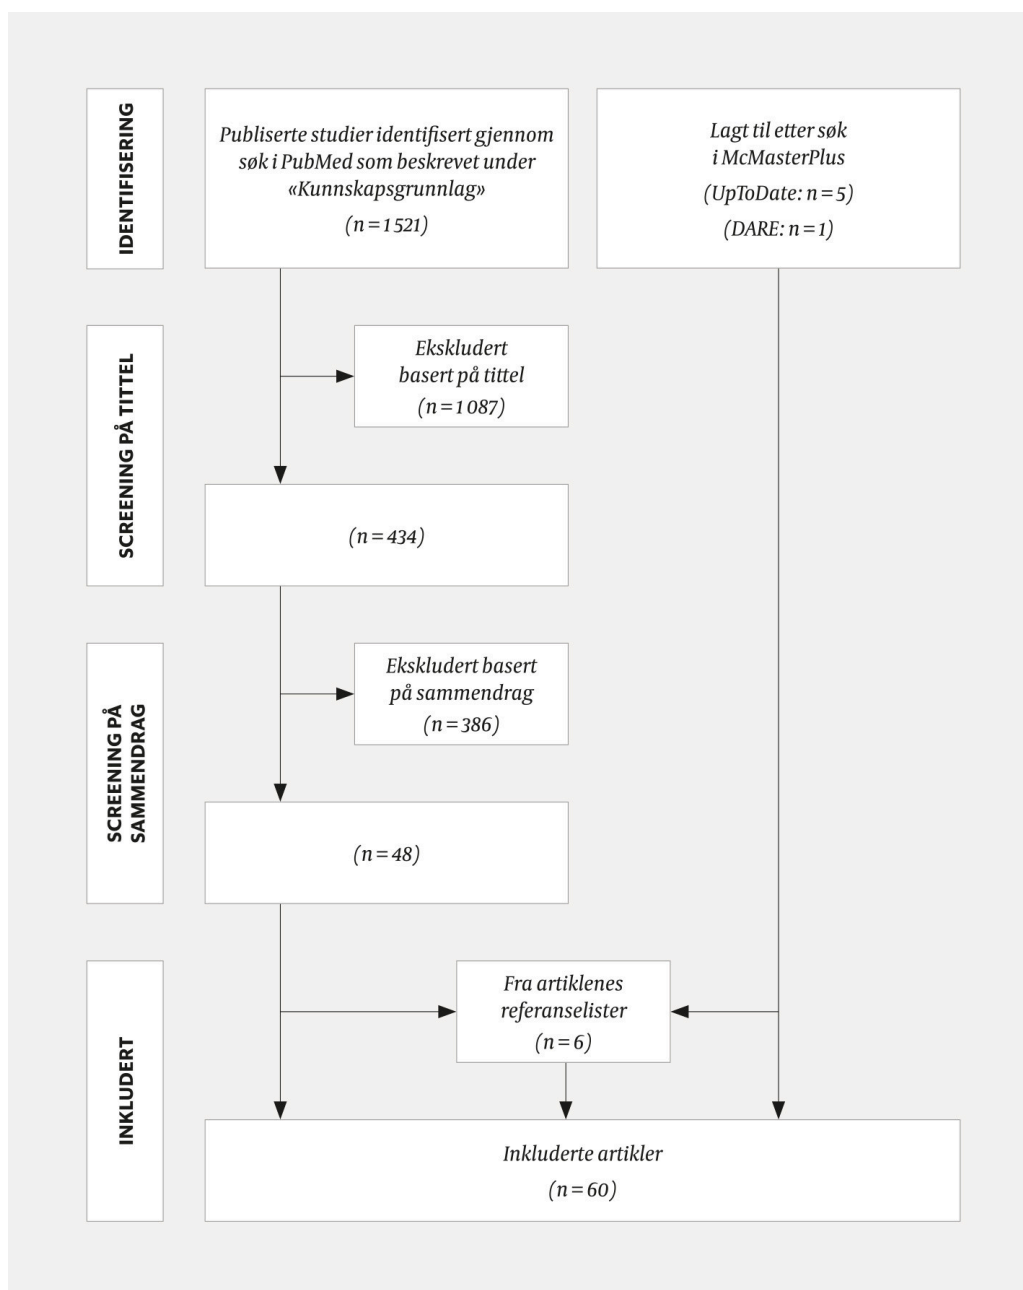 IDENTIFISERING
Publiserte studier identifisert gjennom
søk i PubMed som beskrevet under
«Kunnskapsgrunnlag»
(n = 1 521)
Lagt til etter søk
i McMasterPlus
(UpToDate: n = 5)
(DARE: n = 1)
SCREENING PÅ TITTEL
Ekskludert
basert på tittel
(n = 1 087)
(n = 434)
SCREENING PÅ
SAMMENDRAG
Ekskludert basert
på sammendrag
(n = 386)
(n = 48)
INKLUDERT
Fra artiklenes
referanselister
(n = 6)
Inkluderte artikler
(n = 60)